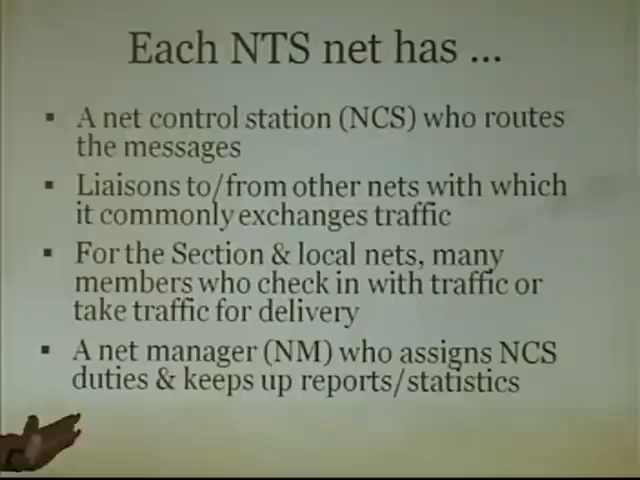 Each NTS net has ...
▪ A net control station (NCS) who routes
the messages
▪ Liaisons to/from other nets with which
it commonly exchanges traffic
▪ For the Section & local nets, many
members who check in with traffic or
take traffic for delivery
▪ A net manager (NM) who assigns NCS
duties & keeps up reports/statistics